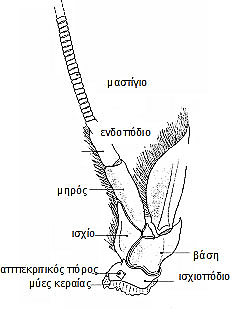 μαστίγιο
ενδοπόδιο
μηρός
ισχίο
βάση
αππεκριτικός πόρος
ισχιοπόδιο
μύες κεραίας